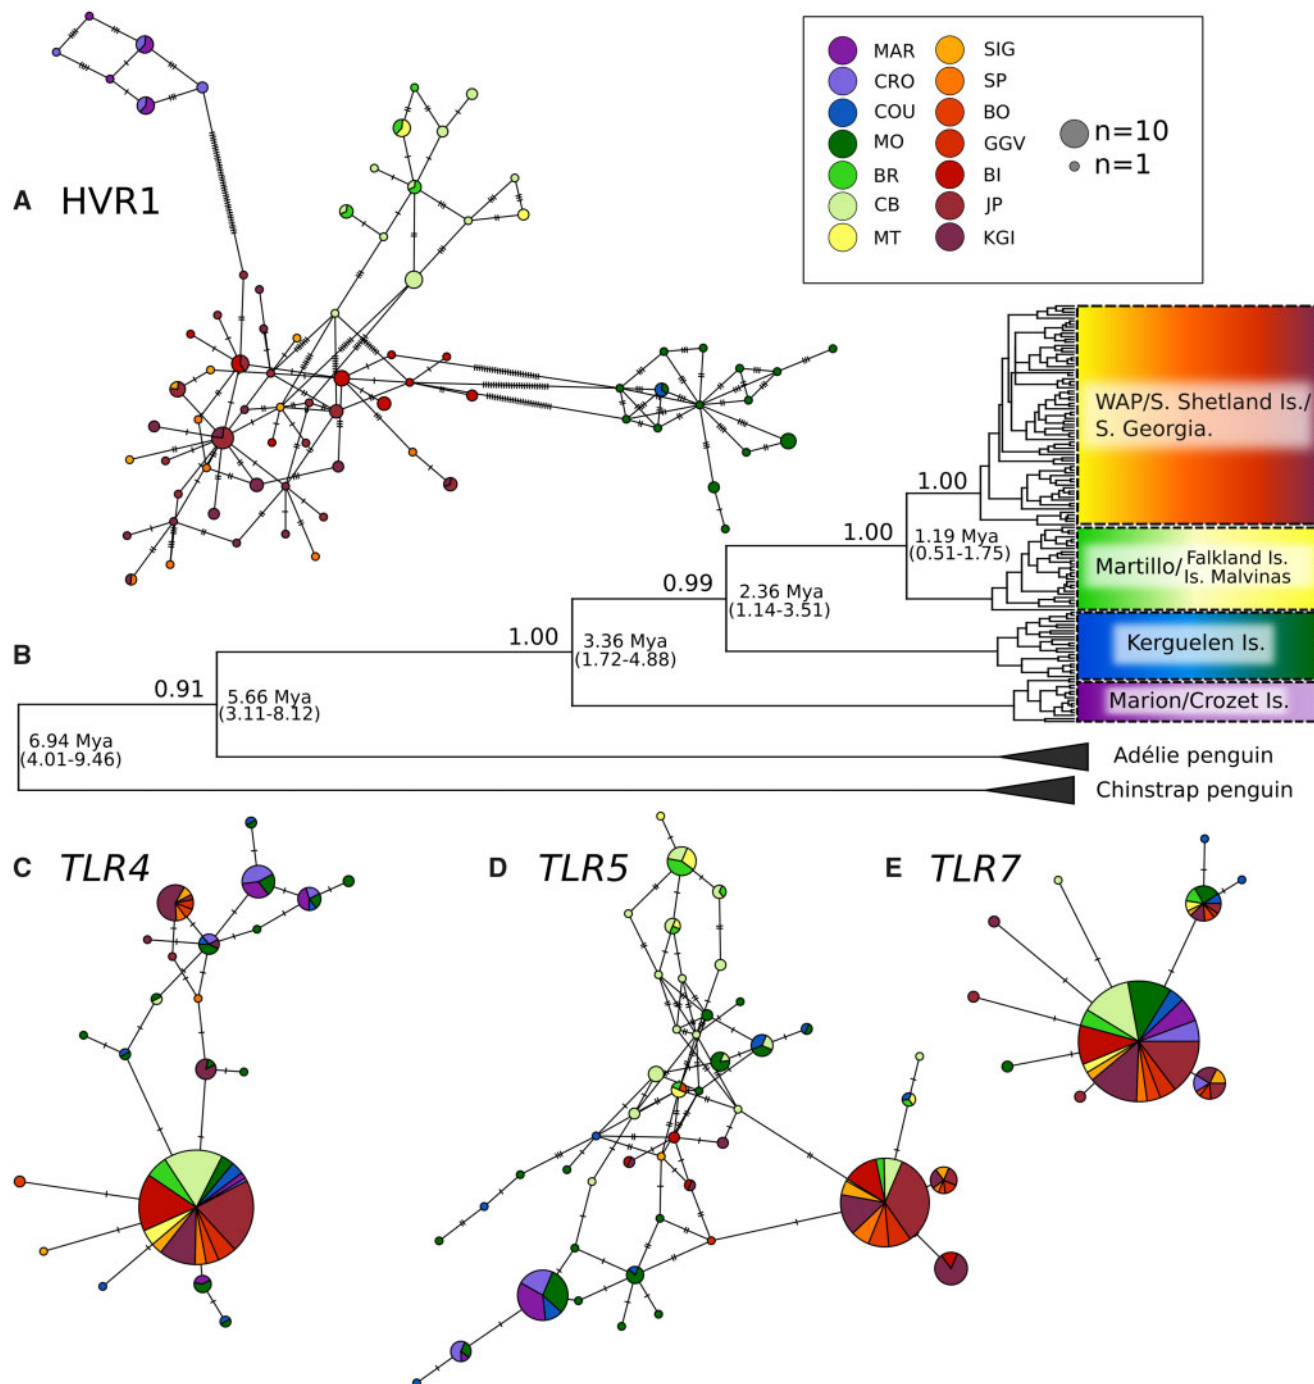 MAR
CRO
COU
MO
BR
CB
MT
SIG
SP
BO
GGV
BI
JP
KGI
n=10
n=1
A HVR1
WAP/S. Shetland Is./
S. Georgia.
1.00
1.00
1.19 Mya
(0.51-1.75)
Martillo/ Falkland Is.
Is. Malvinas
0.99
2.36 Mya
(1.14-3.51)
1.00
3.36 Mya
(1.72-4.88)
Kerguelen Is.
B
0.91
5.66 Mya
(3.11-8.12)
Marion/Crozet Is.
6.94 Mya
(4.01-9.46)
Adélie penguin
Chinstrap penguin
C TLR4
D TLR5
E TLR7